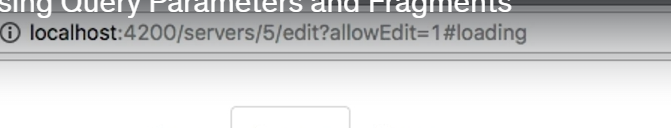 sing Query Parameters and Fragments
localhost:4200/servers/5/edit?allowEdit=1#loading